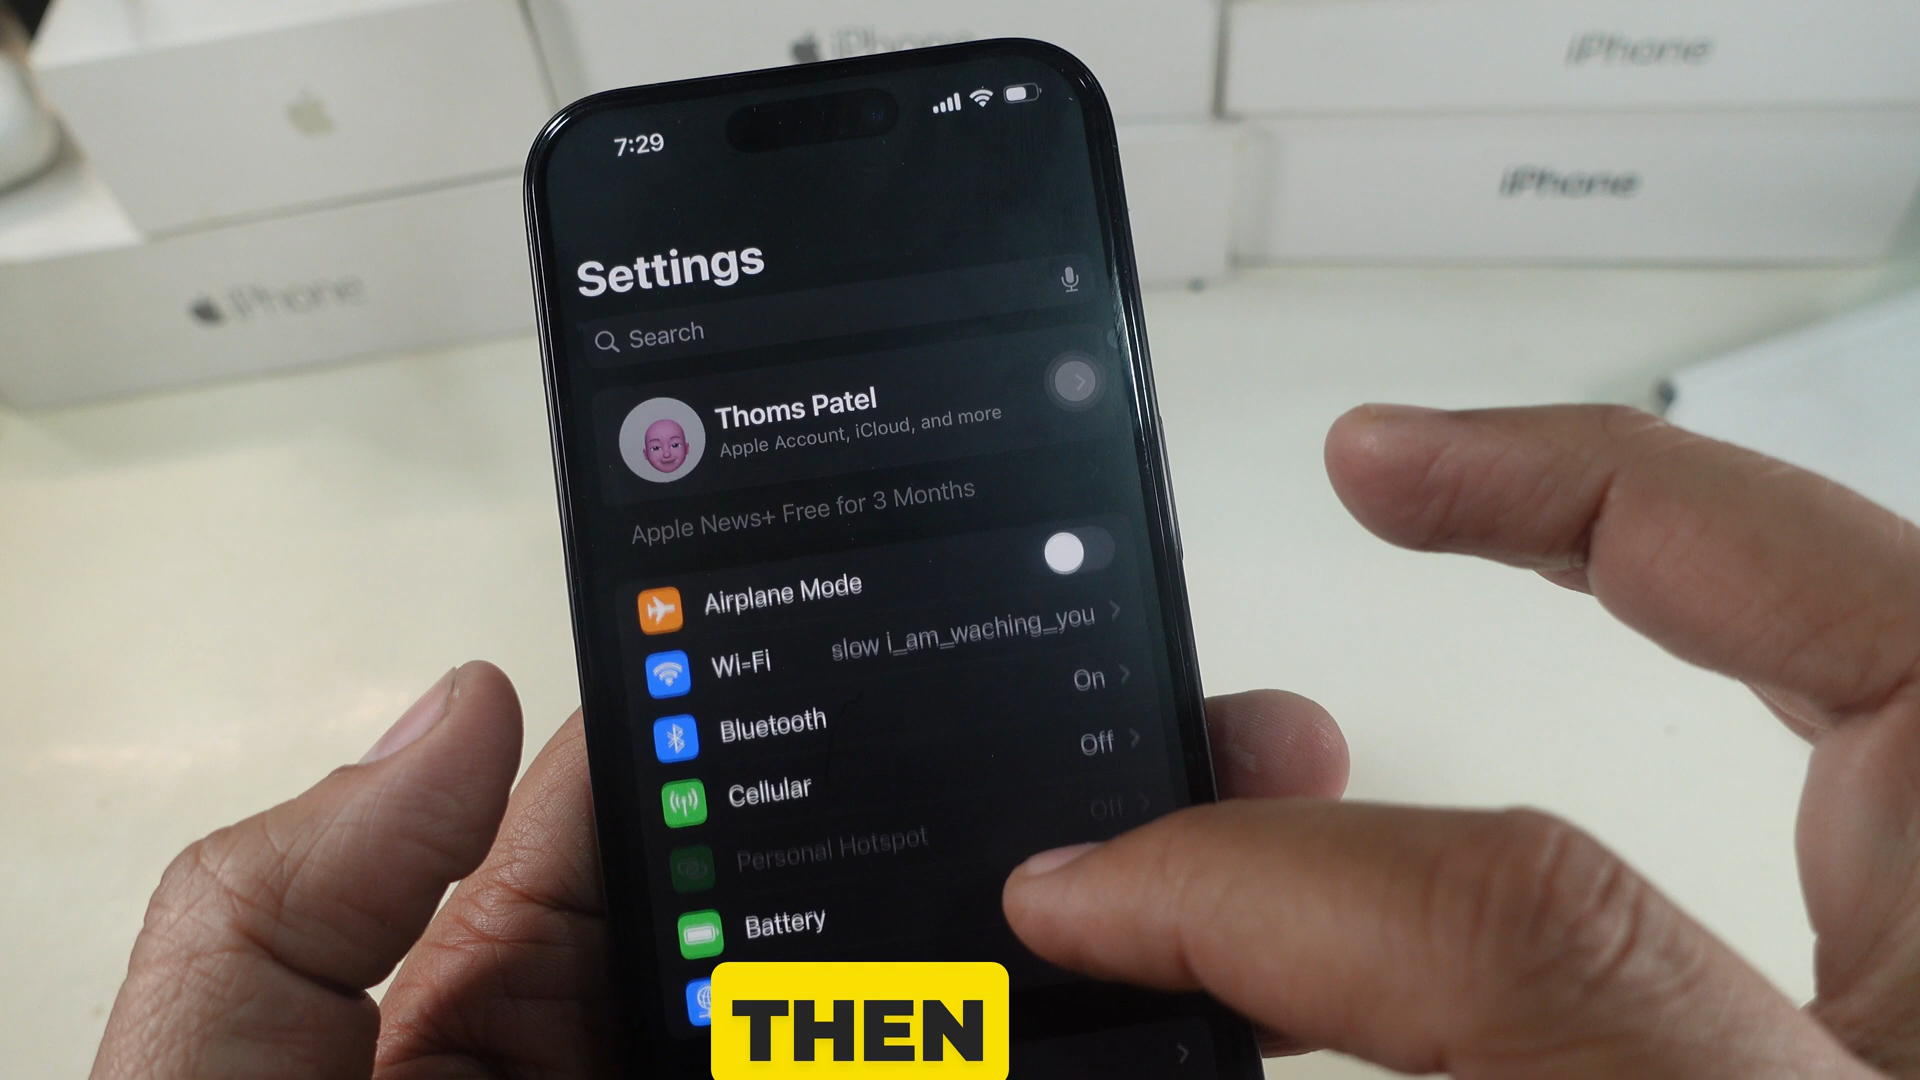 iPhone
iPhone
iPhone
iPhone
7:29
Settings
Search
Thoms Patel
Apple Account, iCloud, and more
Apple News+ Free for 3 Months
Airplane Mode
Wi-Fi slow i_am_waching_you
Bluetooth On
Cellular Off
Personal Hotspot Off
Battery
THEN